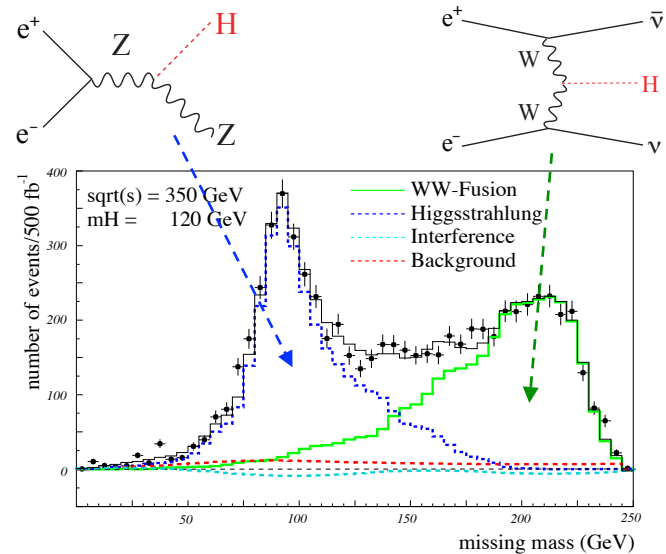 e⁺
Z
H
e⁻
Z
e⁺
ν̄
W
H
W
e⁻
ν
sqrt(s) = 350 GeV
mH = 120 GeV
WW-Fusion
Higgsstrahlung
Interference
Background
number of events/500 fb⁻¹
400
300
200
100
0
50
100
150
200
250
missing mass (GeV)